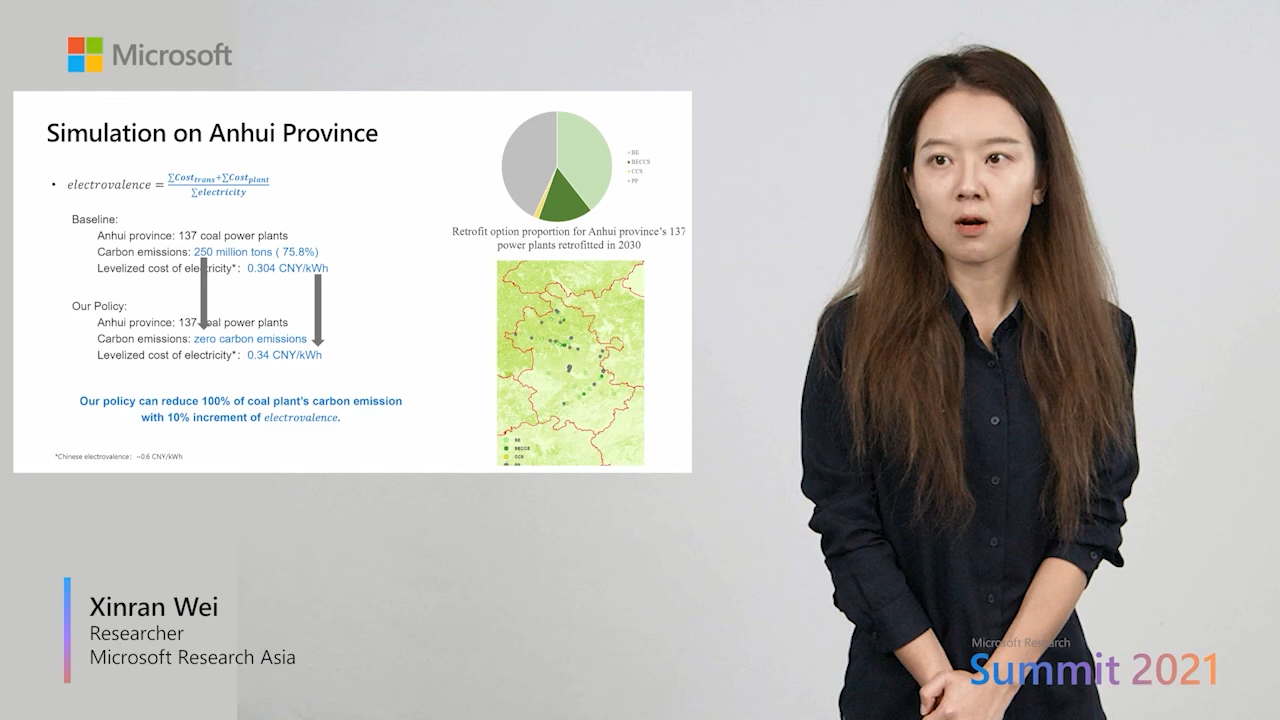 Microsoft
Simulation on Anhui Province
• electrovalence = ∑Cost_trans+∑Cost_plant / ∑electricity
Baseline:
Anhui province: 137 coal power plants
Carbon emissions: 250 million tons ( 75.8%)
Levelized cost of electricity*: 0.304 CNY/kWh
Our Policy:
Anhui province: 137 coal power plants
Carbon emissions: zero carbon emissions
Levelized cost of electricity*: 0.34 CNY/kWh
Our policy can reduce 100% of coal plant's carbon emission
with 10% increment of electrovalence.
*Chinese electrovalence: ~0.6 CNY/kWh
BE
BECCS
CCS
PP
Retrofit option proportion for Anhui province's 137
power plants retrofitted in 2030
BE
BECCS
CCS
PP
Xinran Wei
Researcher
Microsoft Research Asia
Microsoft Research
Summit 2021